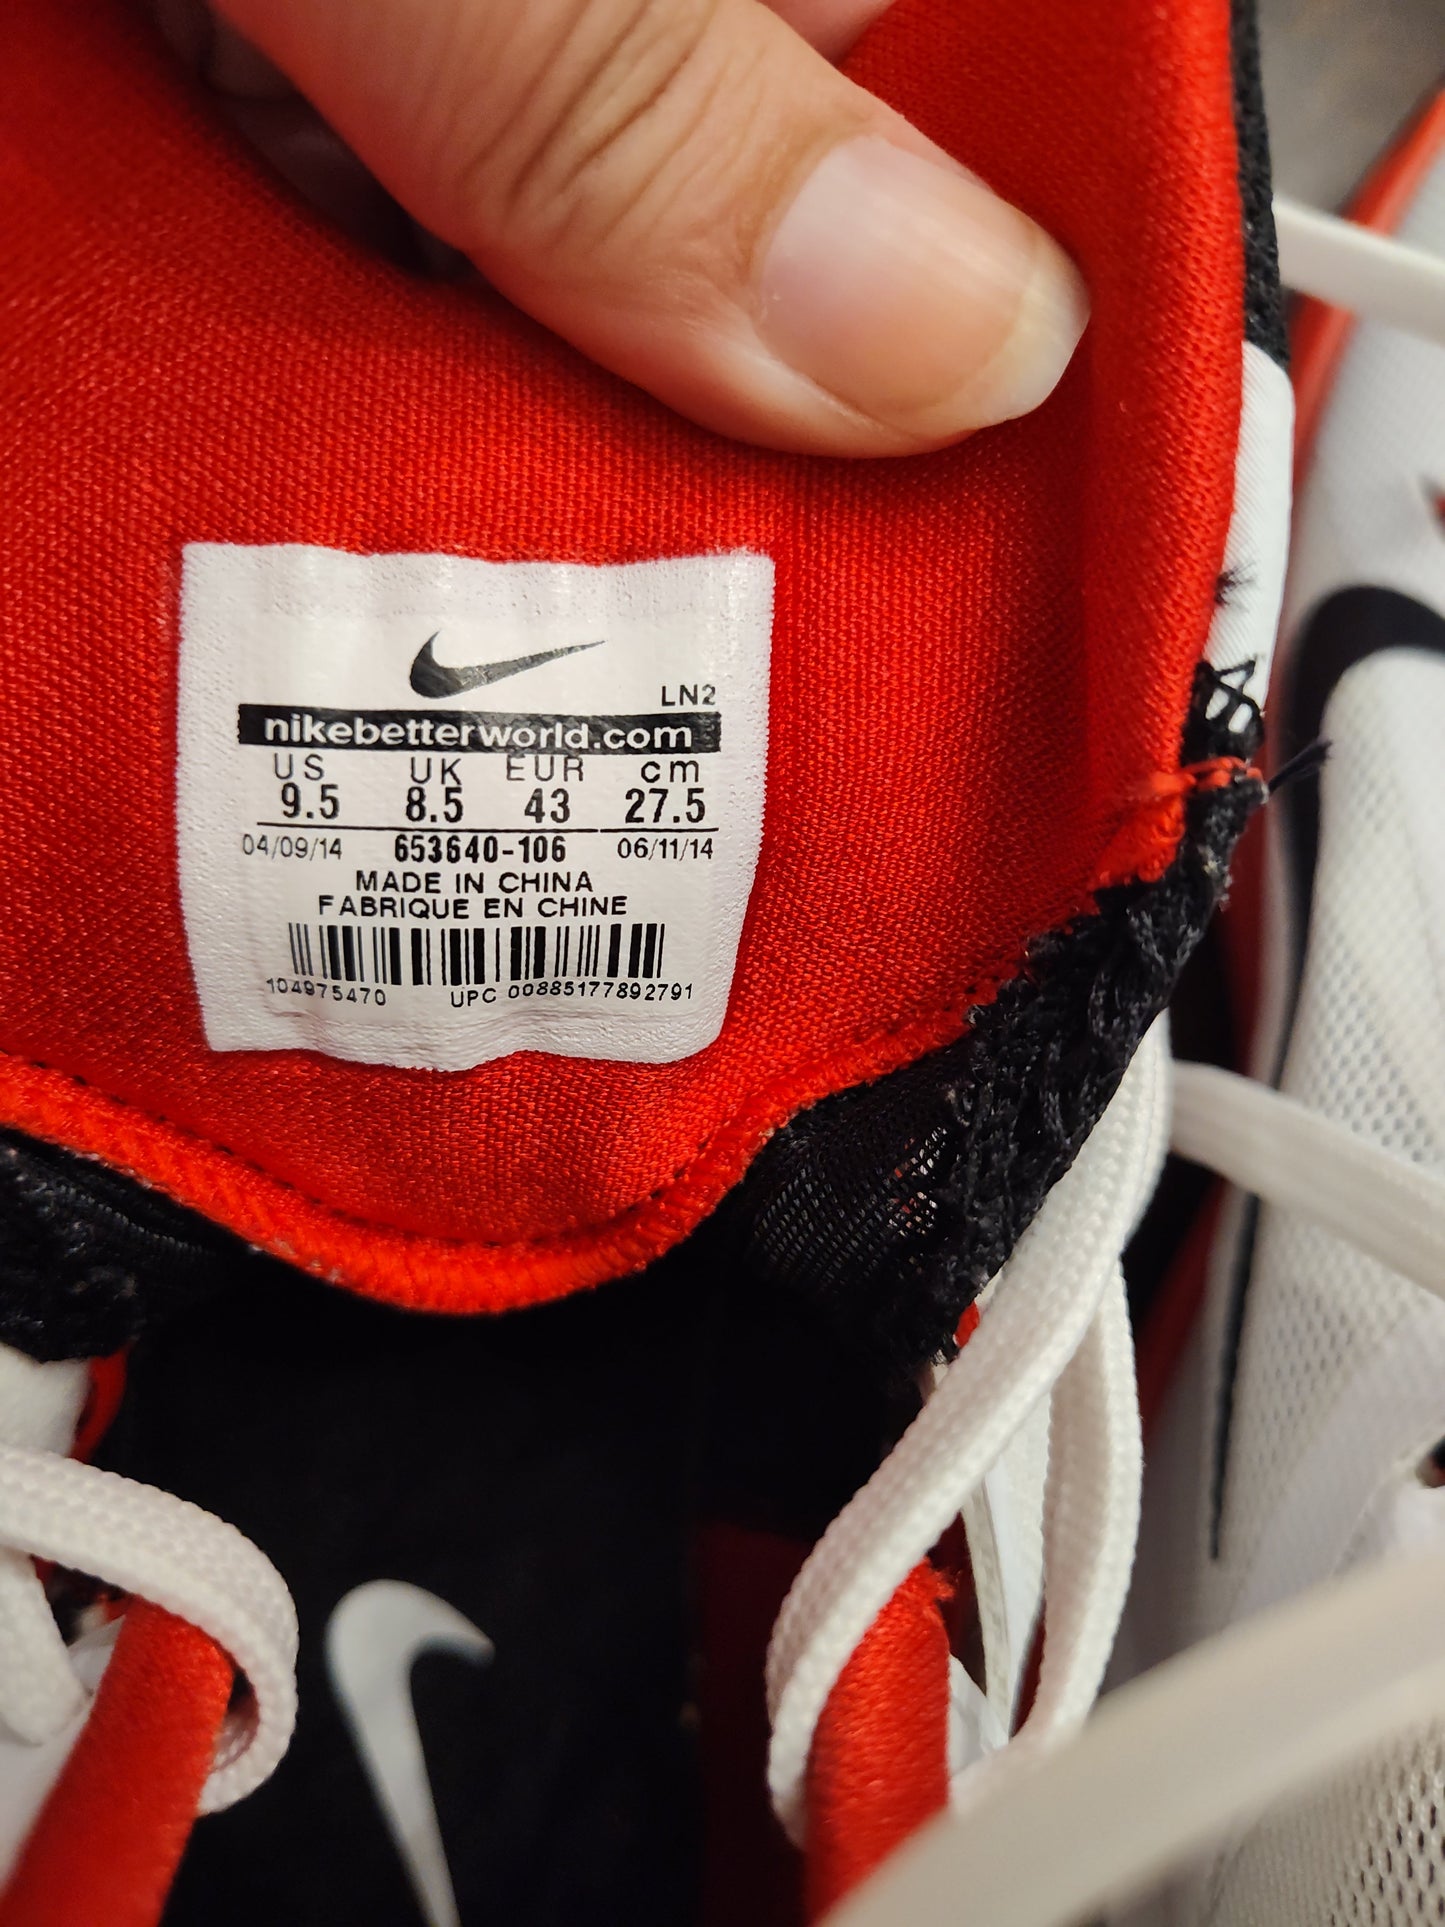 LN2
nikebetterworld.com
US UK EUR cm
9.5 8.5 43 27.5
04/09/14 653640-106 06/11/14
MADE IN CHINA
FABRIQUE EN CHINE
104975470 UPC 00885177892791